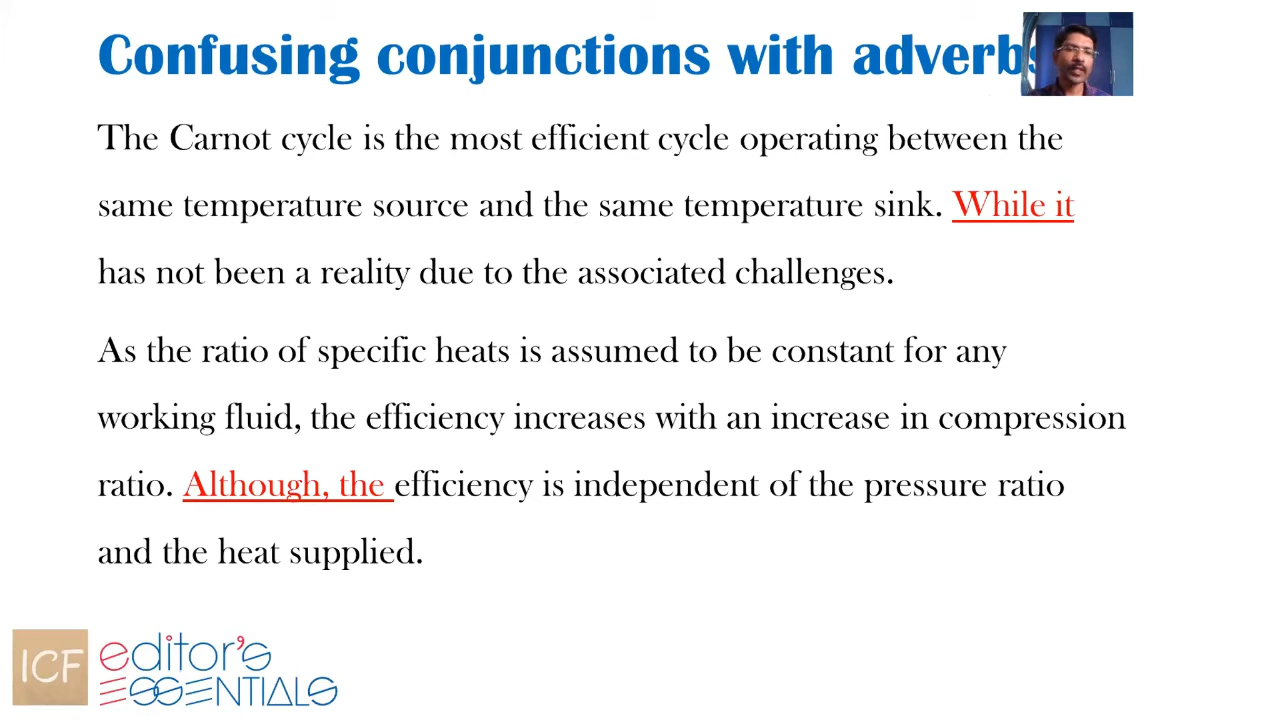 Confusing conjunctions with adverbs
The Carnot cycle is the most efficient cycle operating between the
same temperature source and the same temperature sink. While it
has not been a reality due to the associated challenges.
As the ratio of specific heats is assumed to be constant for any
working fluid, the efficiency increases with an increase in compression
ratio. Although, the efficiency is independent of the pressure ratio
and the heat supplied.
ICF
editor's
ESSENTIALS